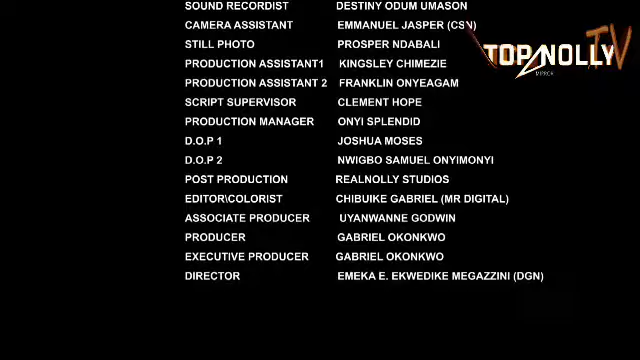 SOUND RECORDIST DESTINY ODUM UMASON
CAMERA ASSISTANT EMMANUEL JASPER (CSN)
STILL PHOTO PROSPER NDABALI
PRODUCTION ASSISTANT1 KINGSLEY CHIMEZIE
PRODUCTION ASSISTANT 2 FRANKLIN ONYEAGAM
SCRIPT SUPERVISOR CLEMENT HOPE
PRODUCTION MANAGER ONYI SPLENDID
D.O.P 1 JOSHUA MOSES
D.O.P 2 NWIGBO SAMUEL ONYIMONYI
POST PRODUCTION REALNOLLY STUDIOS
EDITOR\COLORIST CHIBUIKE GABRIEL (MR DIGITAL)
ASSOCIATE PRODUCER UYANWANNE GODWIN
PRODUCER GABRIEL OKONKWO
EXECUTIVE PRODUCER GABRIEL OKONKWO
DIRECTOR EMEKA E. EKWEDIKE MEGAZZINI (DGN)
TOP NOLLY TV
MIRROR